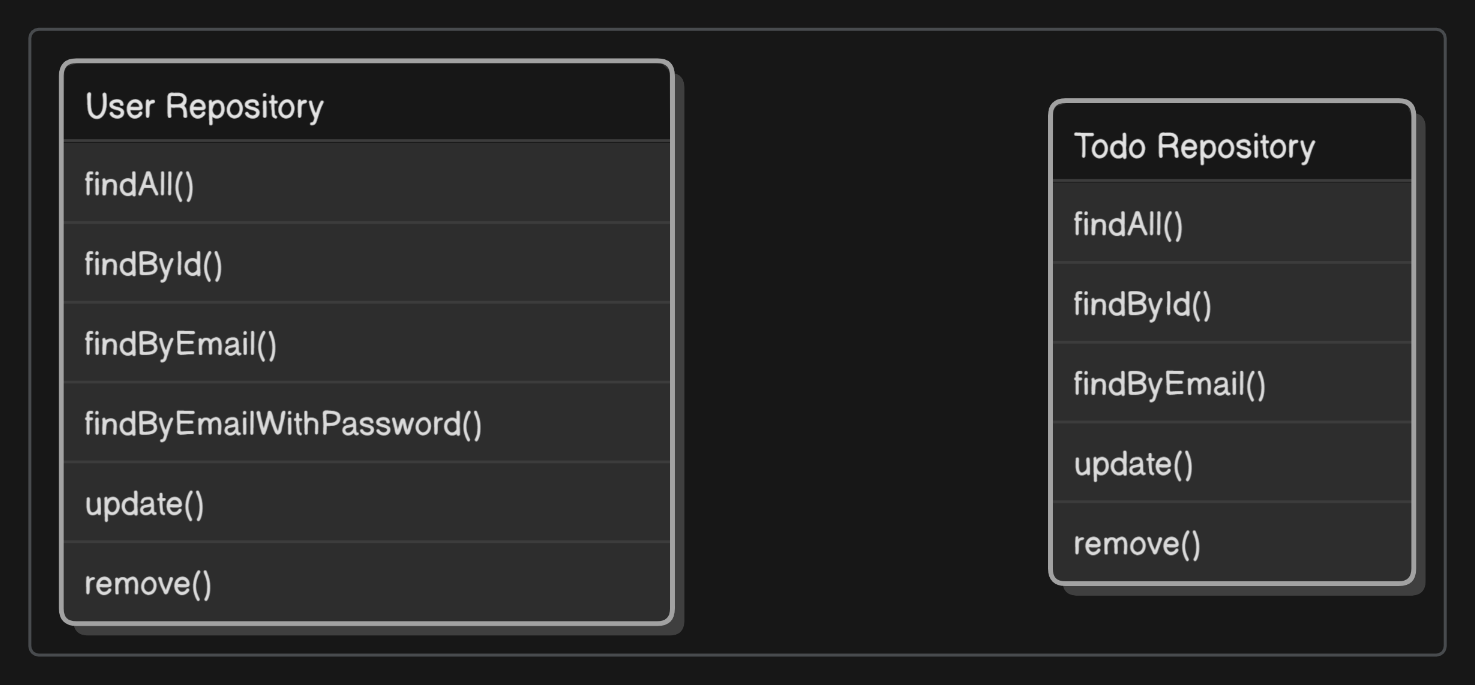 User Repository
findAll()
findById()
findByEmail()
findByEmailWithPassword()
update()
remove()
Todo Repository
findAll()
findById()
findByEmail()
update()
remove()